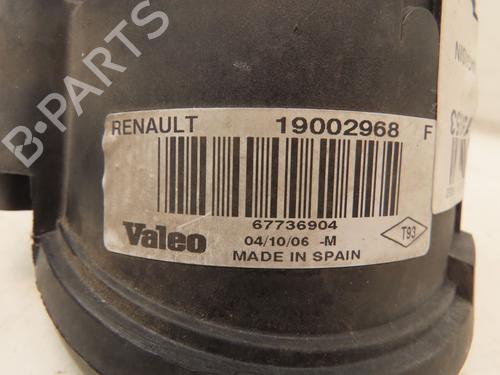 RENAULT 19002968 F
67736904
Valeo
04/10/06 -M
MADE IN SPAIN
T93
B-PARTS